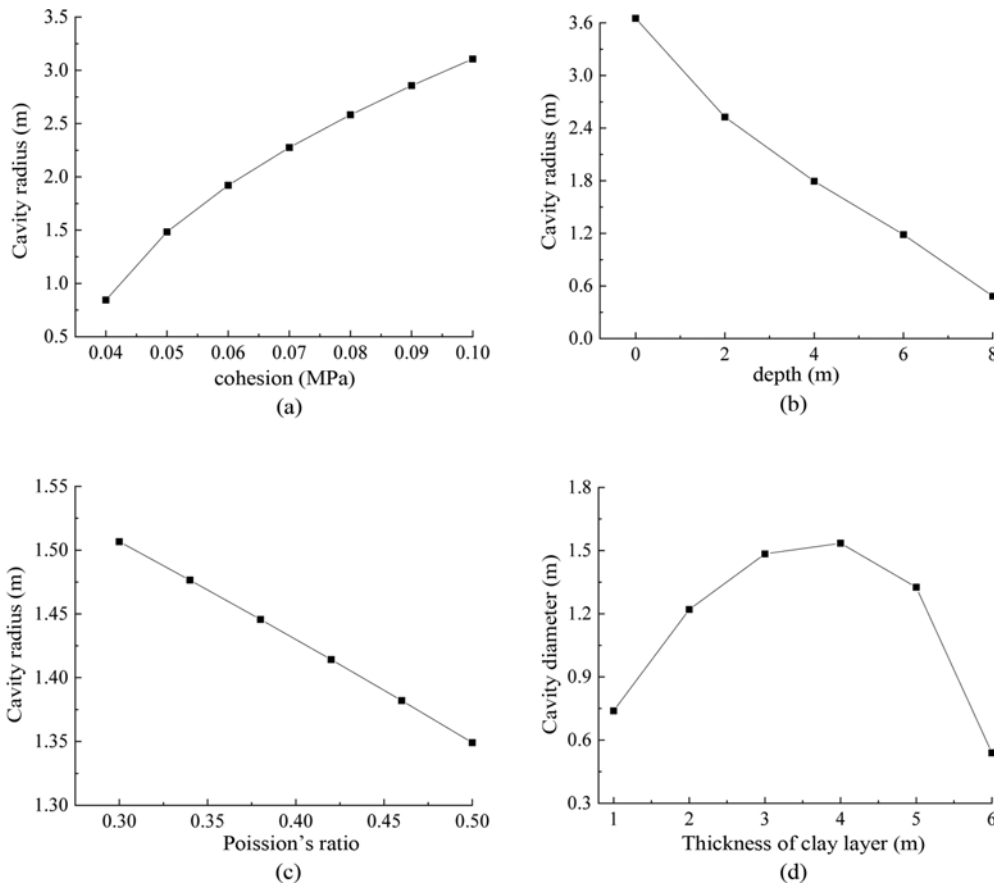 3.5
3.0
2.5
2.0
1.5
1.0
0.5
Cavity radius (m)
0.04 0.05 0.06 0.07 0.08 0.09 0.10
cohesion (MPa)
(a)
3.6
3.0
2.4
1.8
1.2
0.6
0.0
Cavity radius (m)
0 2 4 6 8
depth (m)
(b)
1.55
1.50
1.45
1.40
1.35
1.30
Cavity radius (m)
0.30 0.35 0.40 0.45 0.50
Poission's ratio
(c)
1.8
1.5
1.2
0.9
0.6
0.3
Cavity diameter (m)
1 2 3 4 5 6
Thickness of clay layer (m)
(d)